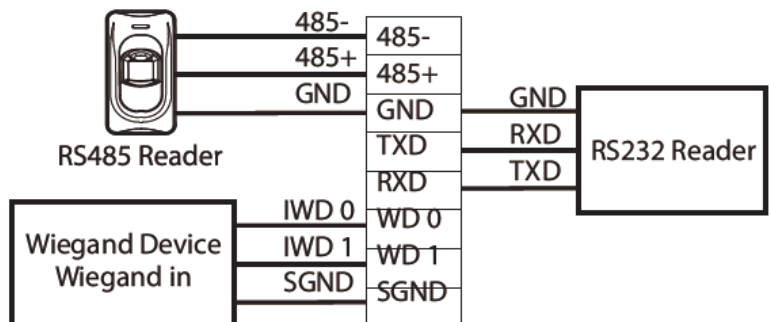 485-
485+
GND
RS485 Reader
485-
485+
GND
TXD
RXD
WD 0
WD 1
SGND
GND
RXD
TXD
RS232 Reader
IWD 0
IWD 1
SGND
Wiegand Device
Wiegand in